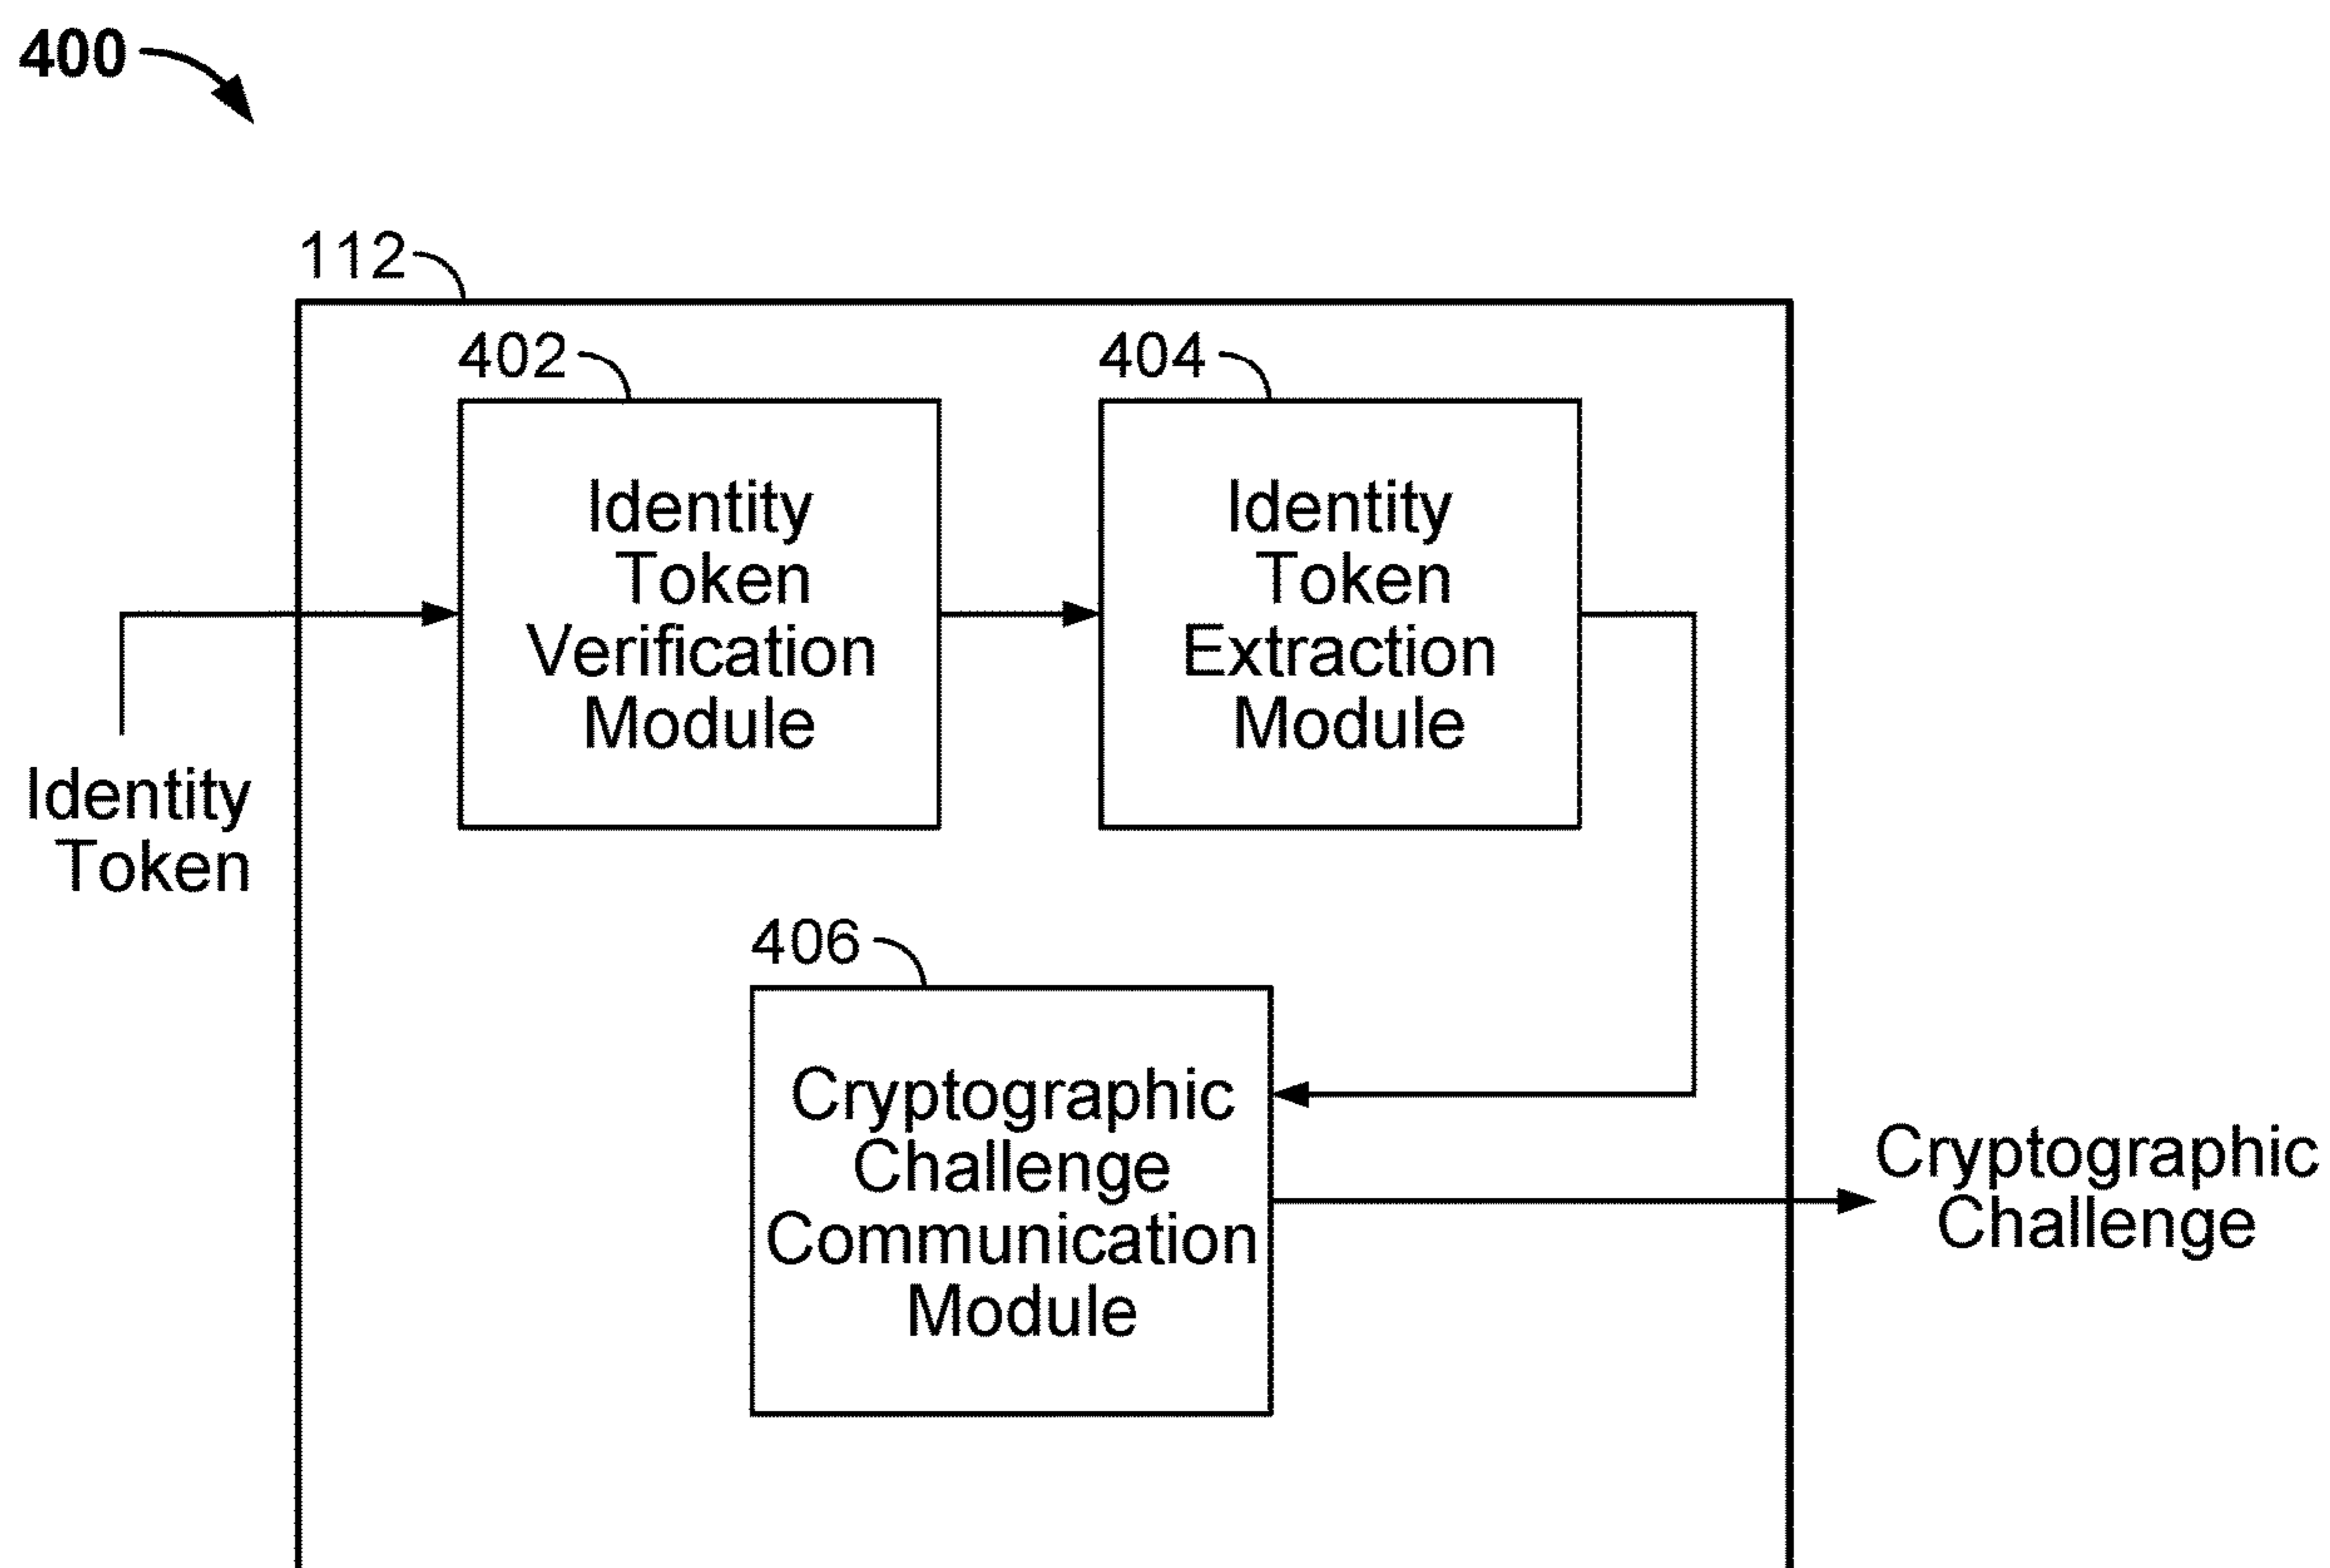 400
112
402
404
Identity
Token
Verification
Module
Identity
Token
Extraction
Module
Identity
Token
406
Cryptographic
Challenge
Communication
Module
Cryptographic
Challenge